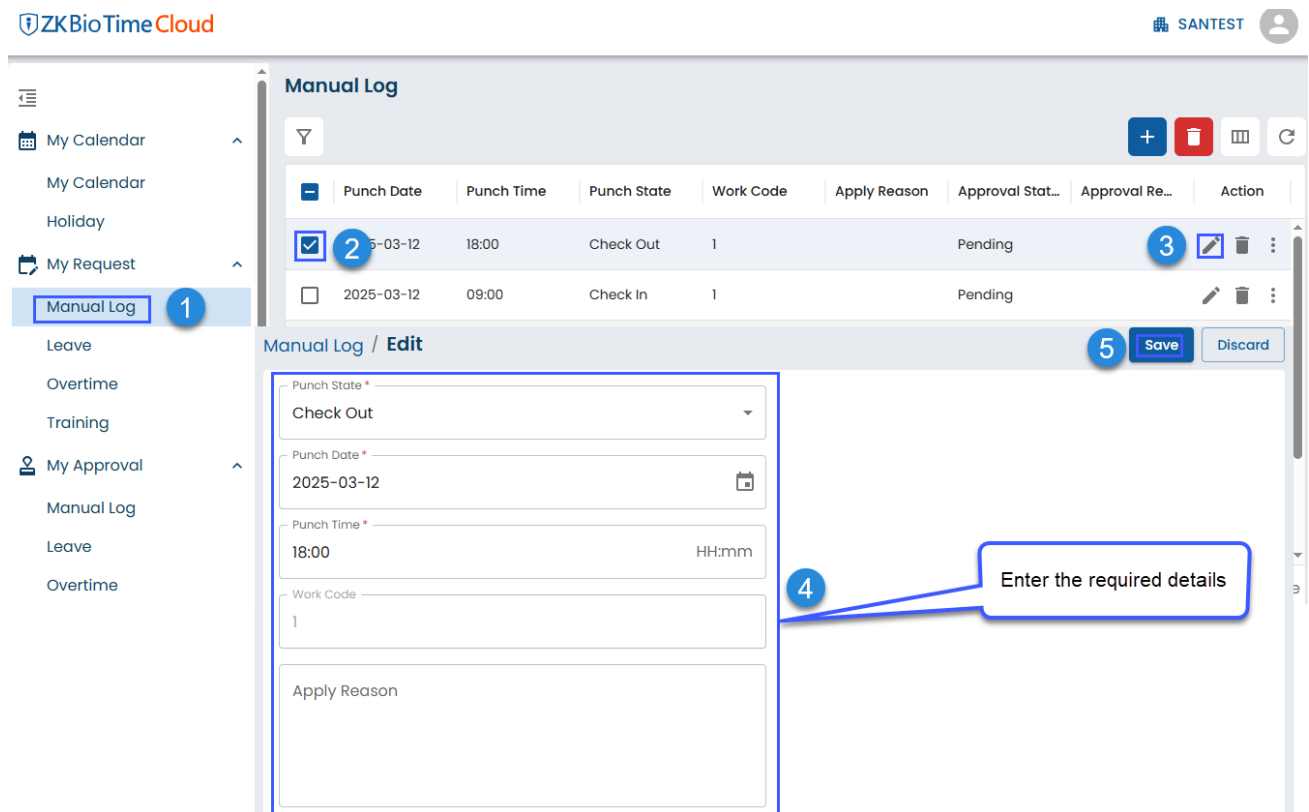 ZKBioTime Cloud
SANTEST
My Calendar
My Calendar
Holiday
My Request
Manual Log 1
Leave
Overtime
Training
My Approval
Manual Log
Leave
Overtime
Manual Log
Punch Date Punch Time Punch State Work Code Apply Reason Approval Stat... Approval Re... Action
2 5-03-12 18:00 Check Out 1 Pending 3
2025-03-12 09:00 Check In 1 Pending
Manual Log / Edit 5 Save Discard
Punch State *
Check Out
Punch Date *
2025-03-12
Punch Time *
18:00 HH:mm
Work Code
1
4
Enter the required details
Apply Reason